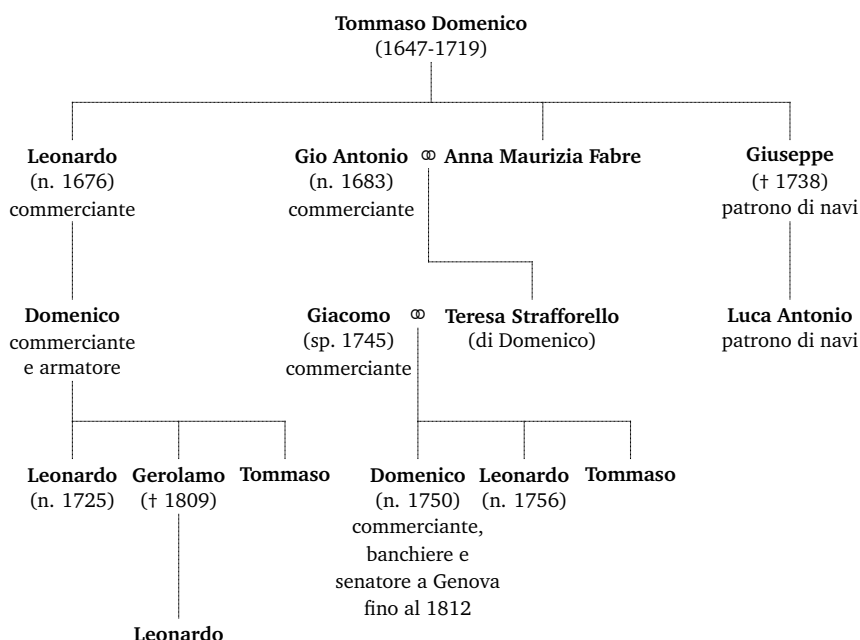 Tommaso Domenico
(1647-1719)
Leonardo
(n. 1676)
commerciante
Gio Antonio ⚭ Anna Maurizia Fabre
(n. 1683)
commerciante
Giuseppe
(† 1738)
patrono di navi
Domenico
commerciante
e armatore
Giacomo ⚭ Teresa Strafforello
(sp. 1745) (di Domenico)
commerciante
Luca Antonio
patrono di navi
Leonardo
(n. 1725)
Gerolamo
(† 1809)
Tommaso
Domenico
(n. 1750)
commerciante,
banchiere e
senatore a Genova
fino al 1812
Leonardo
(n. 1756)
Tommaso
Leonardo